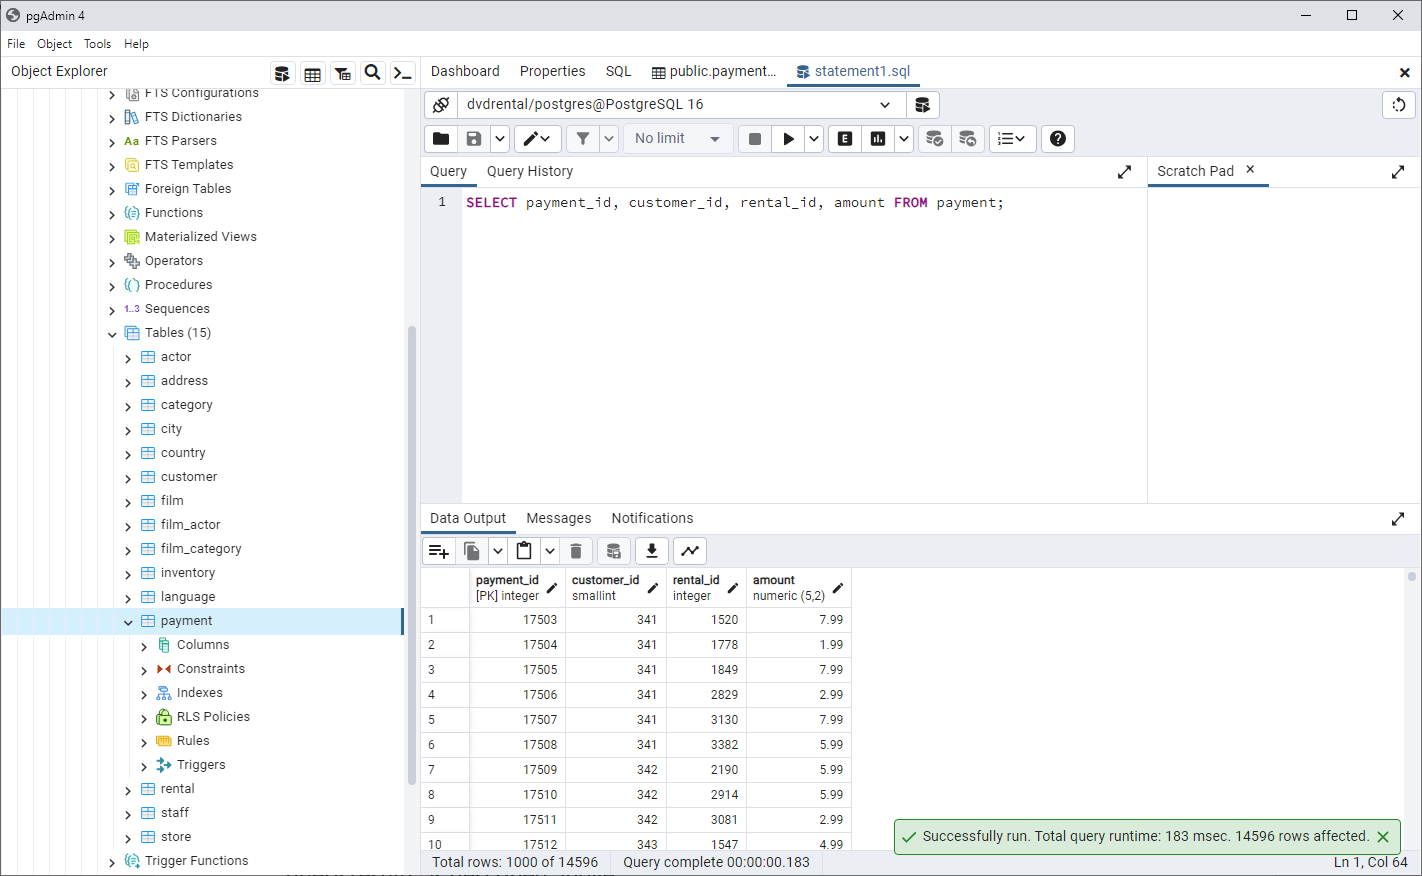 pgAdmin 4
File Object Tools Help
Object Explorer
FTS Configurations
FTS Dictionaries
Aa FTS Parsers
FTS Templates
Foreign Tables
Functions
Materialized Views
Operators
Procedures
1..3 Sequences
Tables (15)
actor
address
category
city
country
customer
film
film_actor
film_category
inventory
language
payment
Columns
Constraints
Indexes
RLS Policies
Rules
Triggers
rental
staff
store
Trigger Functions
Dashboard Properties SQL public.payment... statement1.sql
dvdrental/postgres@PostgreSQL 16
No limit E
Query Query History
Scratch Pad
1 SELECT payment_id, customer_id, rental_id, amount FROM payment;
Data Output Messages Notifications
payment_id customer_id rental_id amount
[PK] integer smallint integer numeric (5,2)
1 17503 341 1520 7.99
2 17504 341 1778 1.99
3 17505 341 1849 7.99
4 17506 341 2829 2.99
5 17507 341 3130 7.99
6 17508 341 3382 5.99
7 17509 342 2190 5.99
8 17510 342 2914 5.99
9 17511 342 3081 2.99
10 17512 343 1547 4.99
Successfully run. Total query runtime: 183 msec. 14596 rows affected.
Total rows: 1000 of 14596 Query complete 00:00:00.183 Ln 1, Col 64